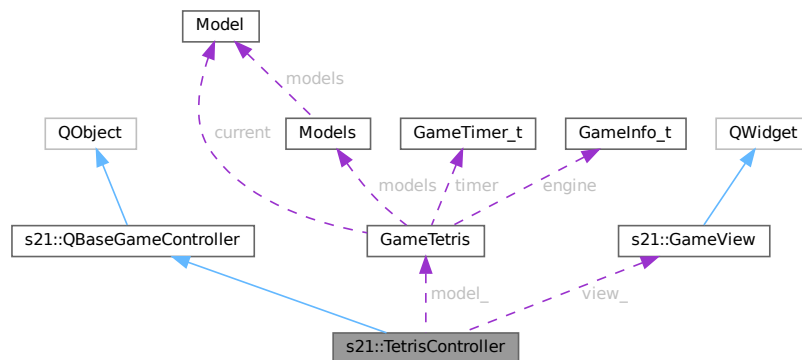 Model
models
QObject
Models
GameTimer_t
GameInfo_t
QWidget
current
models
timer
engine
s21::QBaseGameController
GameTetris
s21::GameView
model_
view_
s21::TetrisController